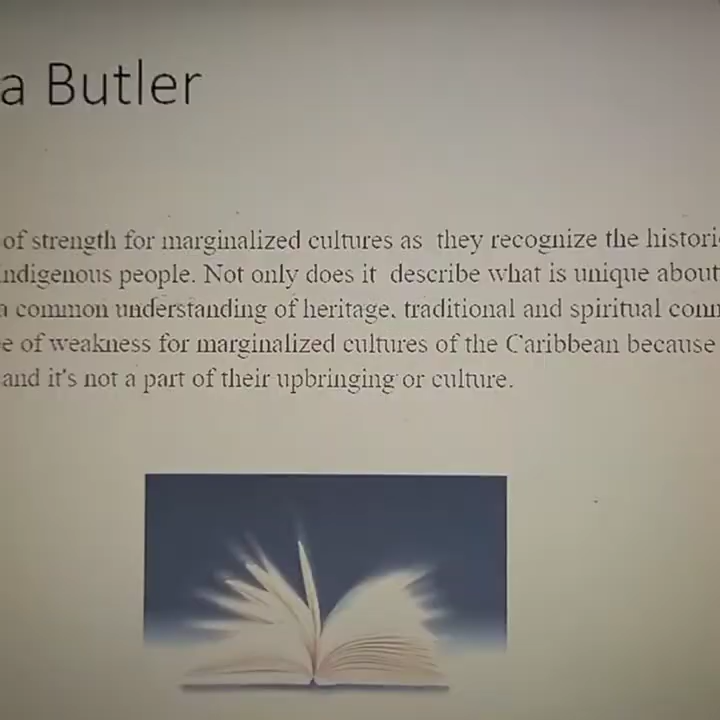 a Butler
of strength for marginalized cultures as they recognize the histori
ndigenous people. Not only does it describe what is unique about
a common understanding of heritage, traditional and spiritual conn
e of weakness for marginalized cultures of the Caribbean because
and it's not a part of their upbringing or culture.